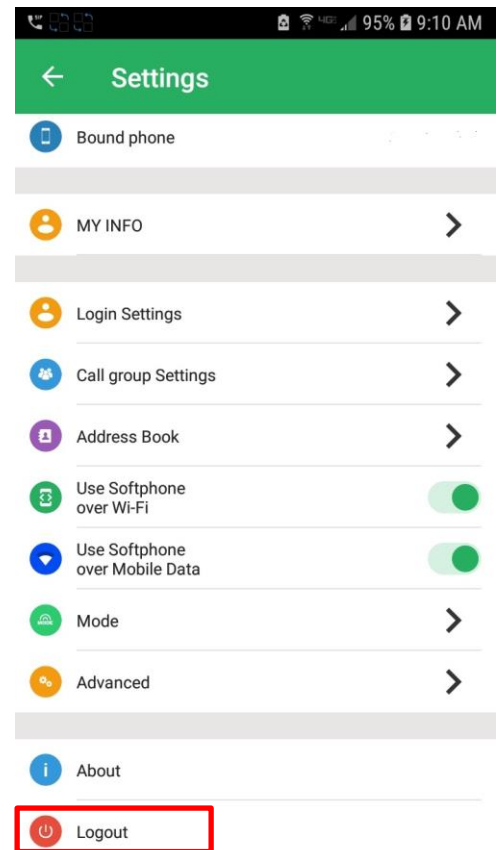 95% 9:10 AM
Settings
Bound phone
MY INFO
Login Settings
Call group Settings
Address Book
Use Softphone
over Wi-Fi
Use Softphone
over Mobile Data
Mode
Advanced
About
Logout